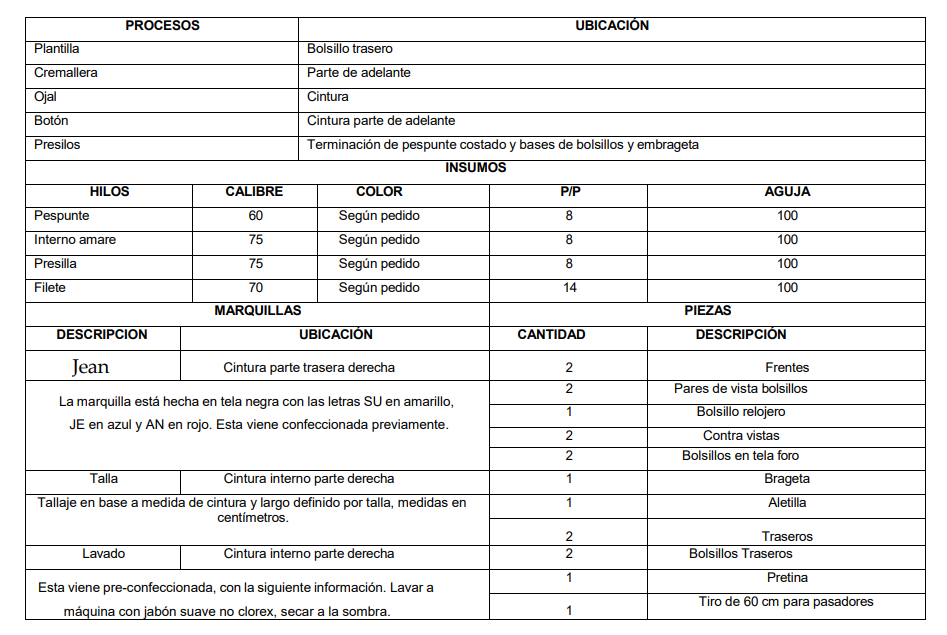 PROCESOS UBICACIÓN
Plantilla Bolsillo trasero
Cremallera Parte de adelante
Ojal Cintura
Botón Cintura parte de adelante
Presilos Terminación de pespunte costado y bases de bolsillos y embrageta
INSUMOS
HILOS CALIBRE COLOR P/P AGUJA
Pespunte 60 Según pedido 8 100
Interno amare 75 Según pedido 8 100
Presilla 75 Según pedido 8 100
Filete 70 Según pedido 14 100
MARQUILLAS PIEZAS
DESCRIPCION UBICACIÓN CANTIDAD DESCRIPCIÓN
Jean Cintura parte trasera derecha 2 Frentes
2 Pares de vista bolsillos
La marquilla está hecha en tela negra con las letras SU en amarillo,
1 Bolsillo relojero
JE en azul y AN en rojo. Esta viene confeccionada previamente.
2 Contra vistas
2 Bolsillos en tela foro
Talla Cintura interno parte derecha 1 Brageta
Tallaje en base a medida de cintura y largo definido por talla, medidas en 1 Aletilla
centímetros.
2 Traseros
Lavado Cintura interno parte derecha 2 Bolsillos Traseros
1 Pretina
Esta viene pre-confeccionada, con la siguiente información. Lavar a
1 Tiro de 60 cm para pasadores
máquina con jabón suave no clorex, secar a la sombra.